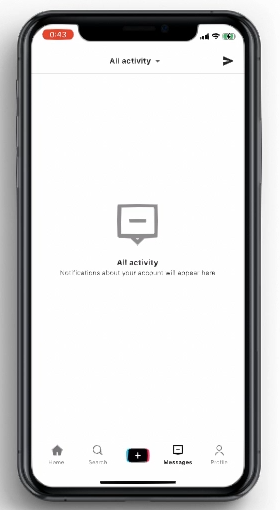 0:43
All activity
All activity
Notifications about your account will appear here
Home
Search
Messages
Profile